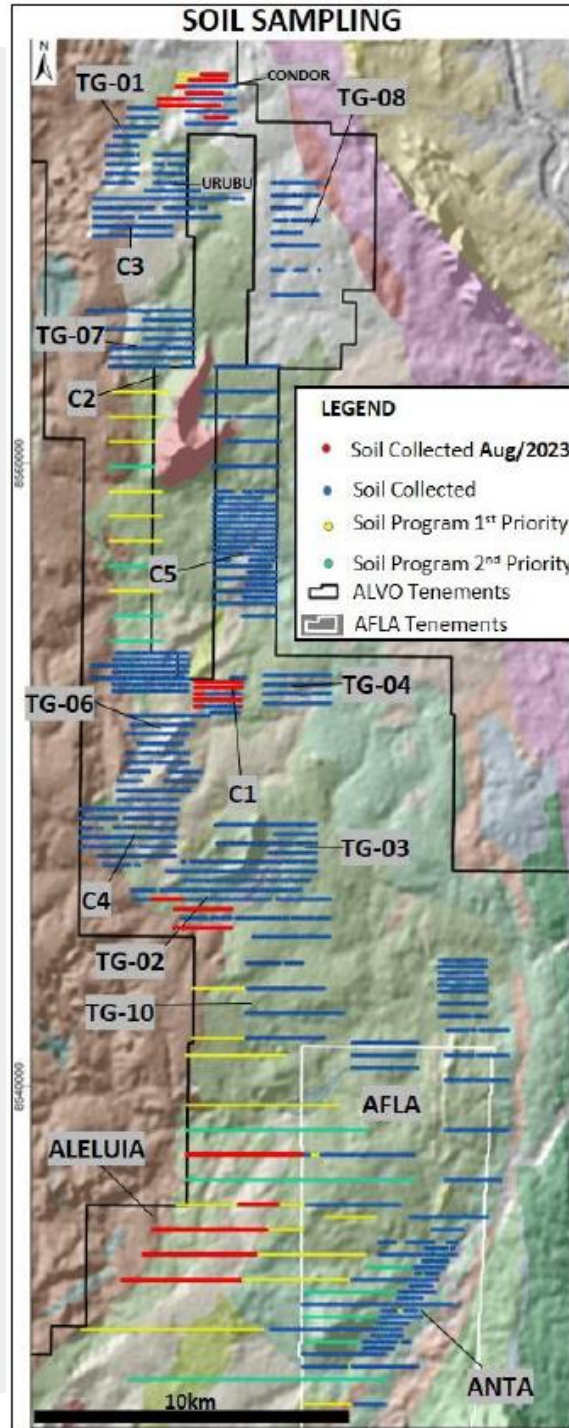 SOIL SAMPLING
N
CONDOR
TG-01
TG-08
URUBU
C3
TG-07
C2
LEGEND
Soil Collected Aug/2023
Soil Collected
Soil Program 1st Priority
Soil Program 2nd Priority
ALVO Tenements
AFLA Tenements
8560000
C5
TG-04
TG-06
C1
TG-03
C4
TG-02
TG-10
8540000
AFLA
ALELUIA
ANTA
10km